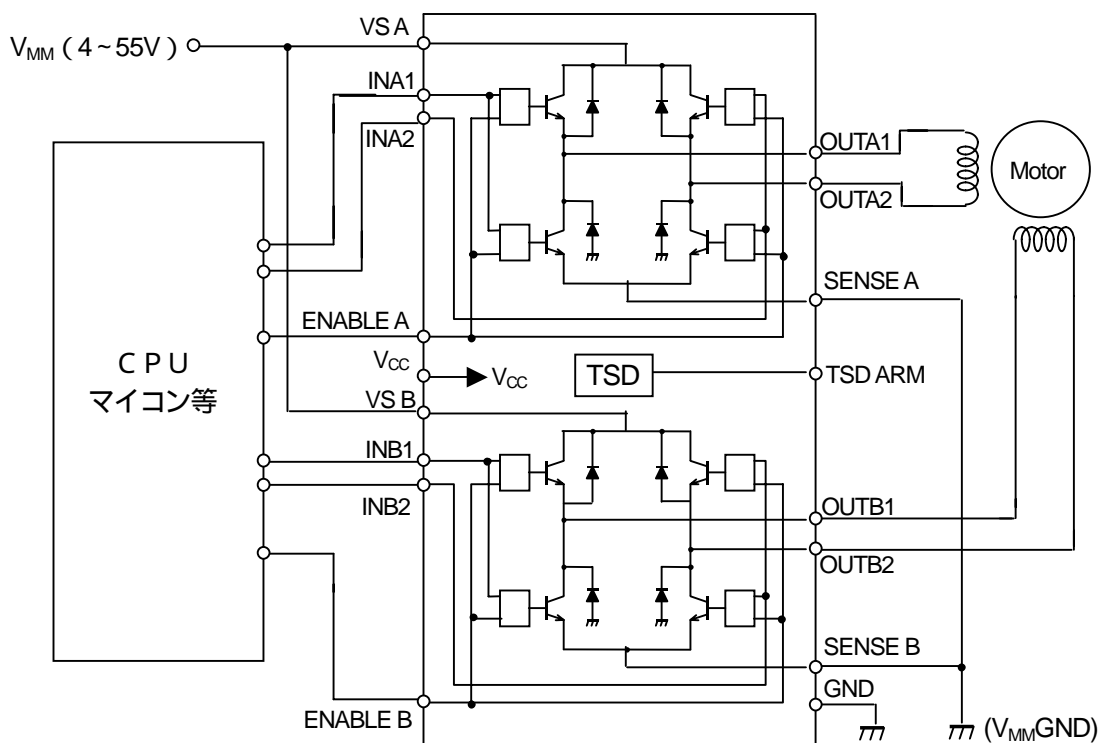 VS A
VMM ( 4 ~ 55V )
INA1
INA2
OUTA1
Motor
OUTA2
SENSE A
ENABLE A
VCC
VCC
TSD
TSD ARM
CPU
マイコン等
VS B
INB1
INB2
OUTB1
OUTB2
SENSE B
GND
ENABLE B
(VMMGND)